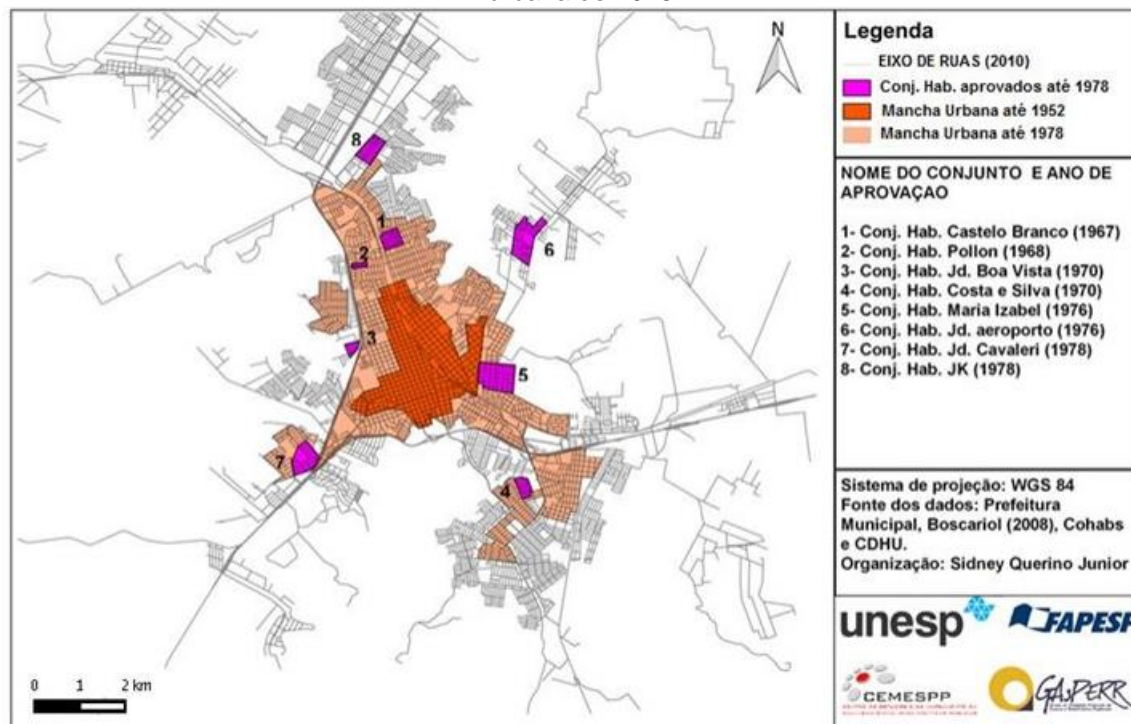 N
Legenda
EIXO DE RUAS (2010)
Conj. Hab. aprovados até 1978
Mancha Urbana até 1952
Mancha Urbana até 1978
NOME DO CONJUNTO E ANO DE
APROVAÇAO
1- Conj. Hab. Castelo Branco (1967)
2- Conj. Hab. Pollon (1968)
3- Conj. Hab. Jd. Boa Vista (1970)
4- Conj. Hab. Costa e Silva (1970)
5- Conj. Hab. Maria Izabel (1976)
6- Conj. Hab. Jd. aeroporto (1976)
7- Conj. Hab. Jd. Cavaleri (1978)
8- Conj. Hab. JK (1978)
Sistema de projeção: WGS 84
Fonte dos dados: Prefeitura
Municipal, Boscariol (2008), Cohabs
e CDHU.
Organização: Sidney Querino Junior
unesp FAPESP
CEMESPP GAsPERR
8
1
6
2
3
5
7
4
0 1 2 km